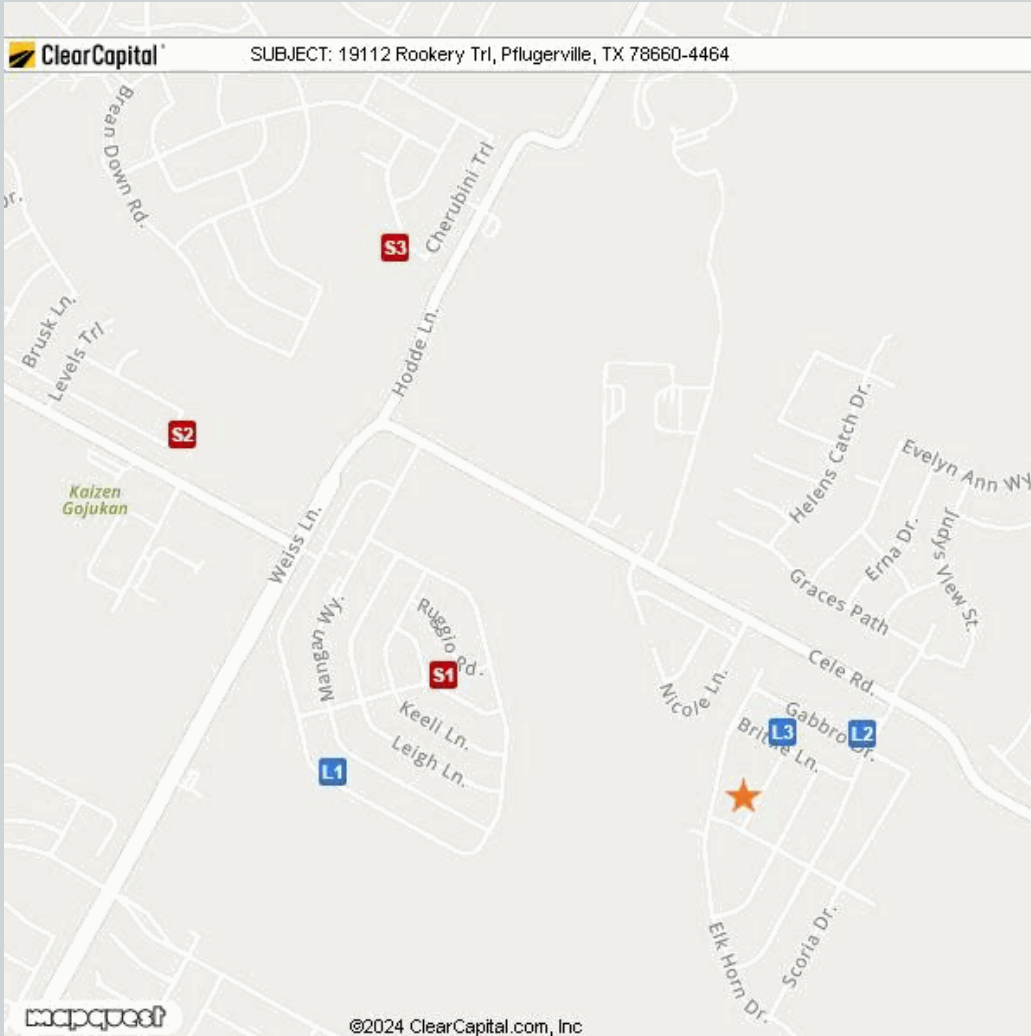 ClearCapital
SUBJECT: 19112 Rookery Trl, Pflugerville, TX 78660-4464
Brean Down Rd.
Cherubini Trl
Dr.
S3
Brusk Ln.
Levels Trl
Hodde Ln.
S2
Kaizen
Gojukan
Helens Catch Dr.
Evelyn Ann Wy
Judys View St.
Erna Dr.
Weiss Ln.
Graces Path
Mangan Wy.
Ruggio Rd.
S1
Cele Rd.
Nicole Ln.
Keeli Ln.
Leigh Ln.
Gabbro Dr.
L3
L2
Brittle Ln.
L1
Elk Horn Dr.
Scoria Dr.
mapquest
©2024 ClearCapital.com, Inc